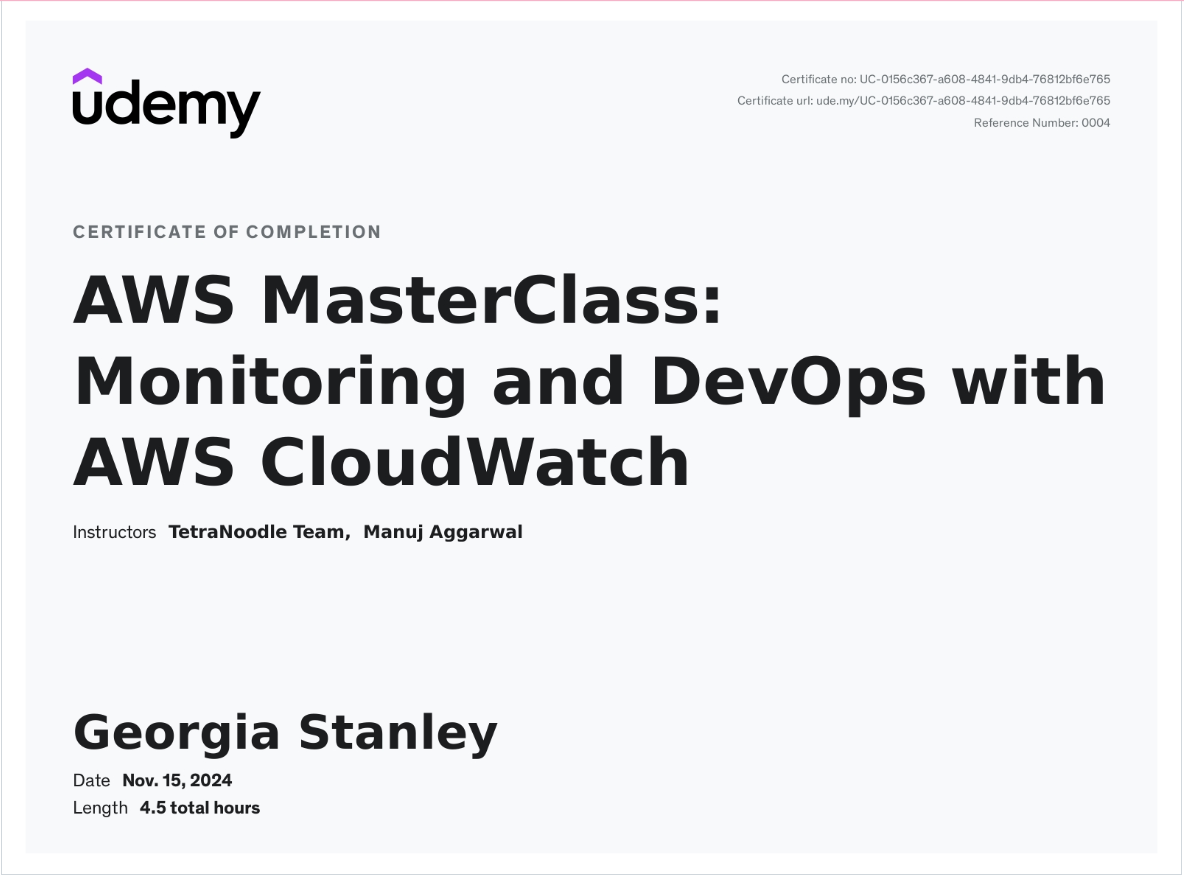 udemy
Certificate no: UC-0156c367-a608-4841-9db4-76812bf6e765
Certificate url: ude.my/UC-0156c367-a608-4841-9db4-76812bf6e765
Reference Number: 0004
CERTIFICATE OF COMPLETION
AWS MasterClass:
Monitoring and DevOps with
AWS CloudWatch
Instructors TetraNoodle Team, Manuj Aggarwal
Georgia Stanley
Date Nov. 15, 2024
Length 4.5 total hours